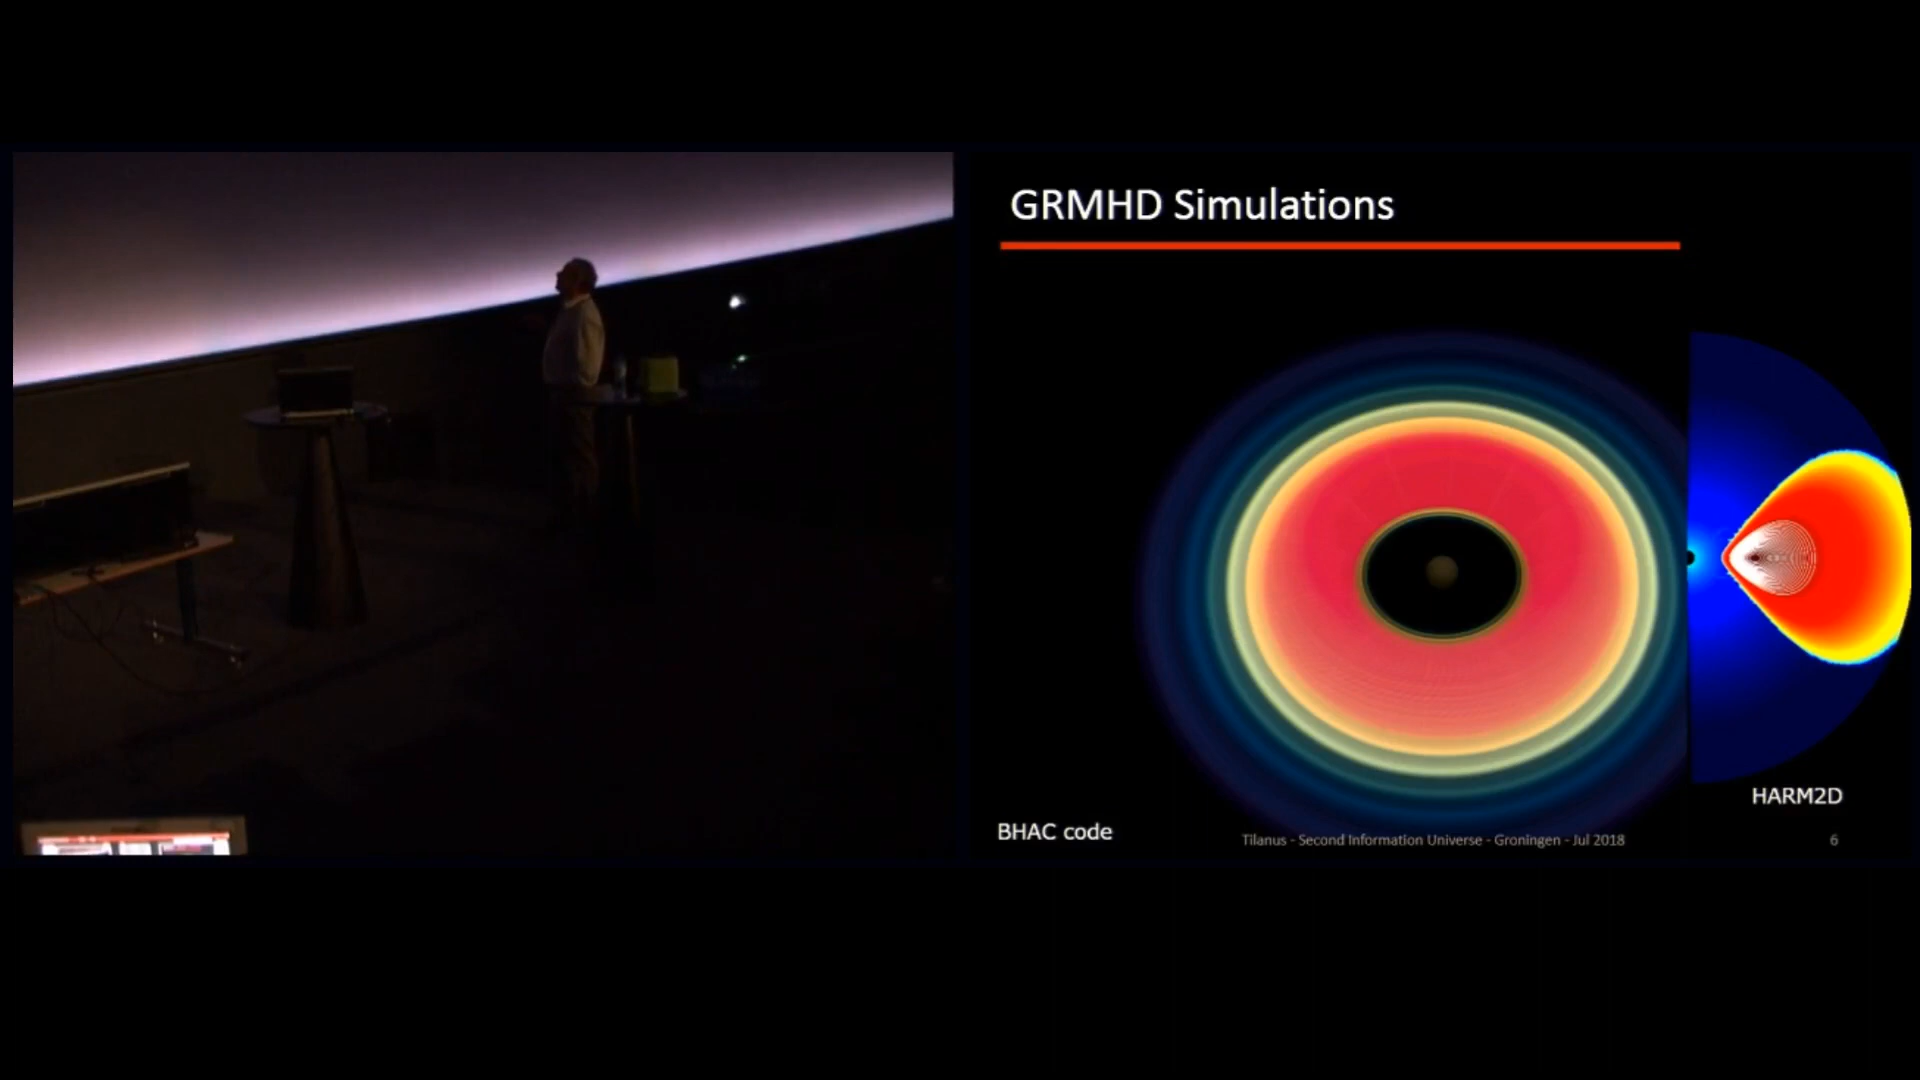 GRMHD Simulations
HARM2D
BHAC code
Tilanus - Second Information Universe - Groningen - Jul 2018
6